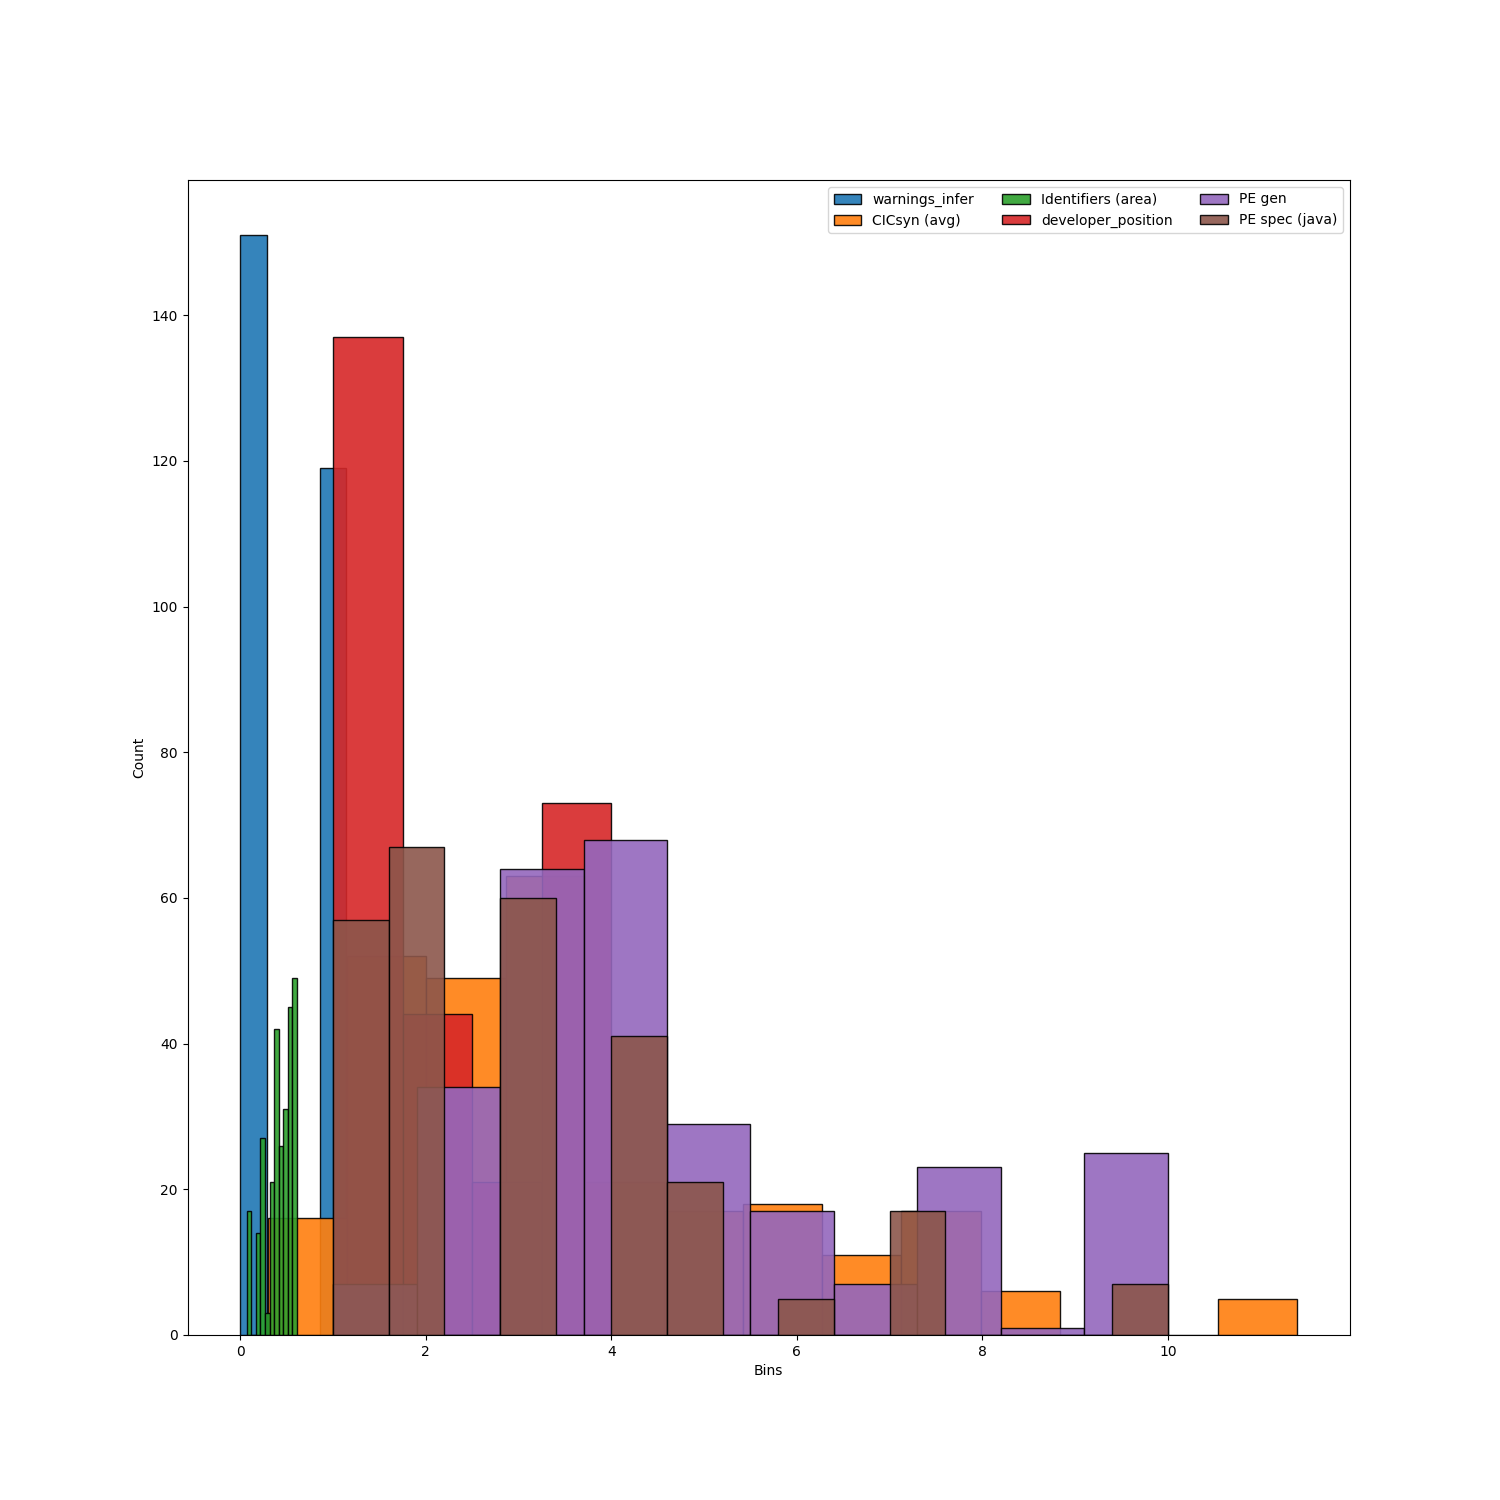 warnings_infer
CICsyn (avg)
Identifiers (area)
developer_position
PE gen
PE spec (java)
140
120
100
80
60
40
20
0
Count
0 2 4 6 8 10
Bins